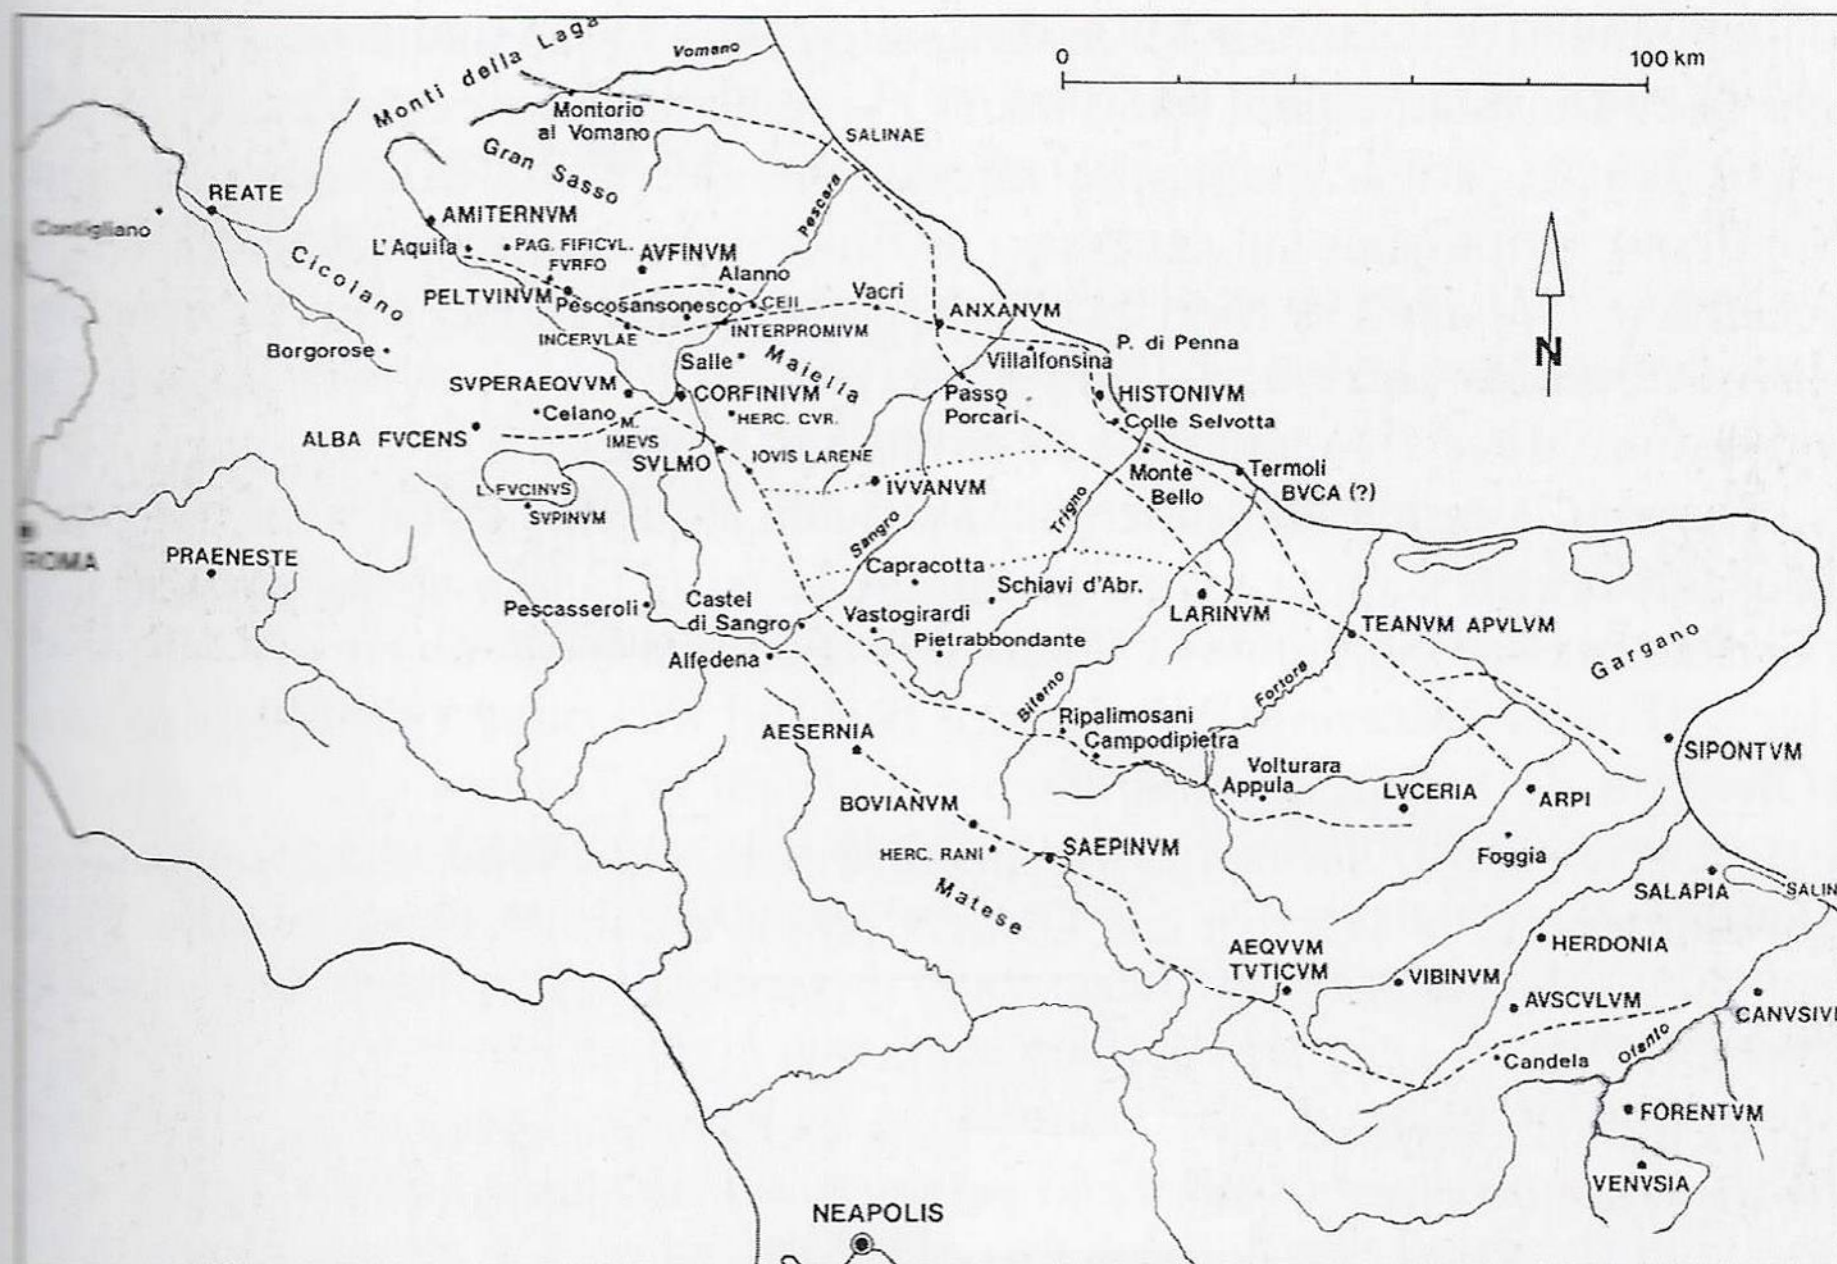 Monti della Laga
Vomano
0
100 km
Montorio
al Vomano
SALINAE
Gran Sasso
Pescara
REATE
Contigliano
AMITERNVM
L'Aquila
PAG. FIFICVL.
FVRFO
AVFINVM
Cicolano
Alanno
PELTVINVM
Pescosansonesco
CEII
Vacri
ANXANVM
INCERVLAE
INTERPROMIVM
N
Borgorose
Salle
Maiella
Villalfonsina
P. di Penna
SVPERAEQVVM
CORFINIVM
Passo
Porcari
HISTONIVM
Celano
M.
IMEVS
HERC. CVR.
Colle Selvotta
ALBA FVCENS
SVLMO
IOVIS LARENE
Monte
Bello
Termoli
BVCA (?)
L. FVCINVS
IVVANVM
SVPINVM
Trigno
Sangro
ROMA
PRAENESTE
Capracotta
Schiavi d'Abr.
Pescasseroli
Castel
di Sangro
Vastogirardi
LARINVM
TEANVM APVLVM
Pietrabbondante
Gargano
Alfedena
Biferno
Fortore
AESERNIA
Ripalimosani
Campodipietra
SIPONTVM
Volturara
Appula
LVCERIA
ARPI
BOVIANVM
HERC. RANI
SAEPINVM
Foggia
Matese
SALAPIA
SALIN
AEQVVM
TVTICVM
HERDONIA
VIBINVM
AVSCVLVM
CANVSIVM
Ofanto
Candela
FORENTVM
VENVSIA
NEAPOLIS